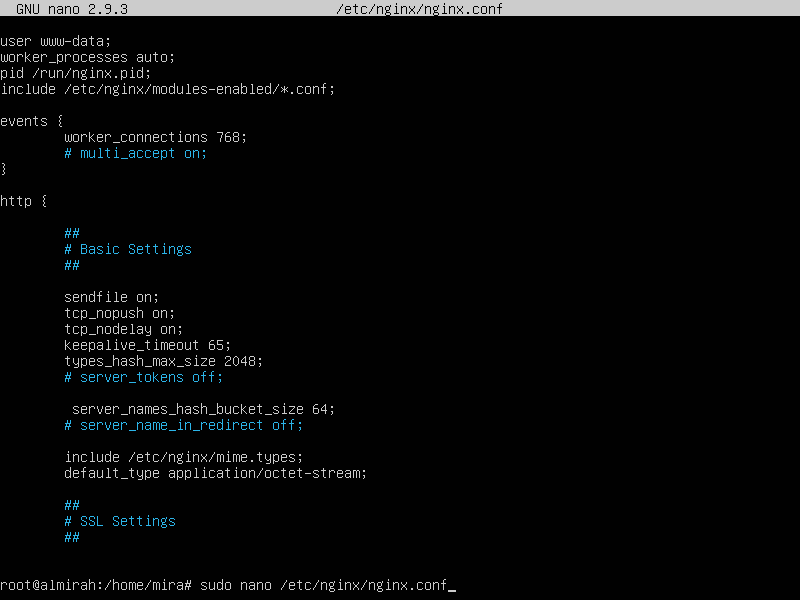 GNU nano 2.9.3 /etc/nginx/nginx.conf
user www-data;
worker_processes auto;
pid /run/nginx.pid;
include /etc/nginx/modules-enabled/*.conf;
events {
worker_connections 768;
# multi_accept on;
}
http {
##
# Basic Settings
##
sendfile on;
tcp_nopush on;
tcp_nodelay on;
keepalive_timeout 65;
types_hash_max_size 2048;
# server_tokens off;
server_names_hash_bucket_size 64;
# server_name_in_redirect off;
include /etc/nginx/mime.types;
default_type application/octet-stream;
##
# SSL Settings
##
root@almirah:/home/mira# sudo nano /etc/nginx/nginx.conf_